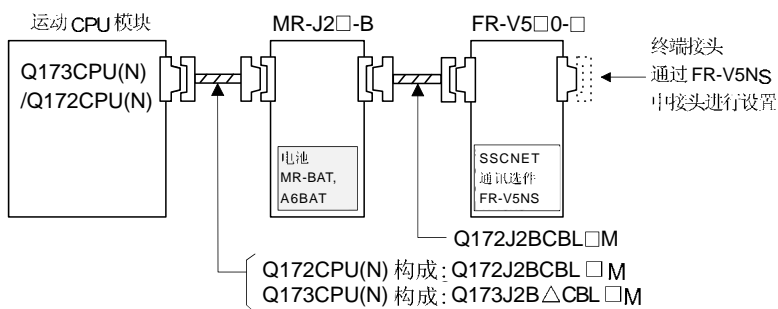 运动CPU模块
MR-J2□-B
FR-V5□0-□
Q173CPU(N)
/Q172CPU(N)
终端接头
通过FR-V5NS
中接头进行设置
电池
MR-BAT,
A6BAT
SSCNET
通讯选件
FR-V5NS
Q172J2BCBL□M
Q172CPU(N) 构成: Q172J2BCBL □ M
Q173CPU(N) 构成: Q173J2B△CBL □M